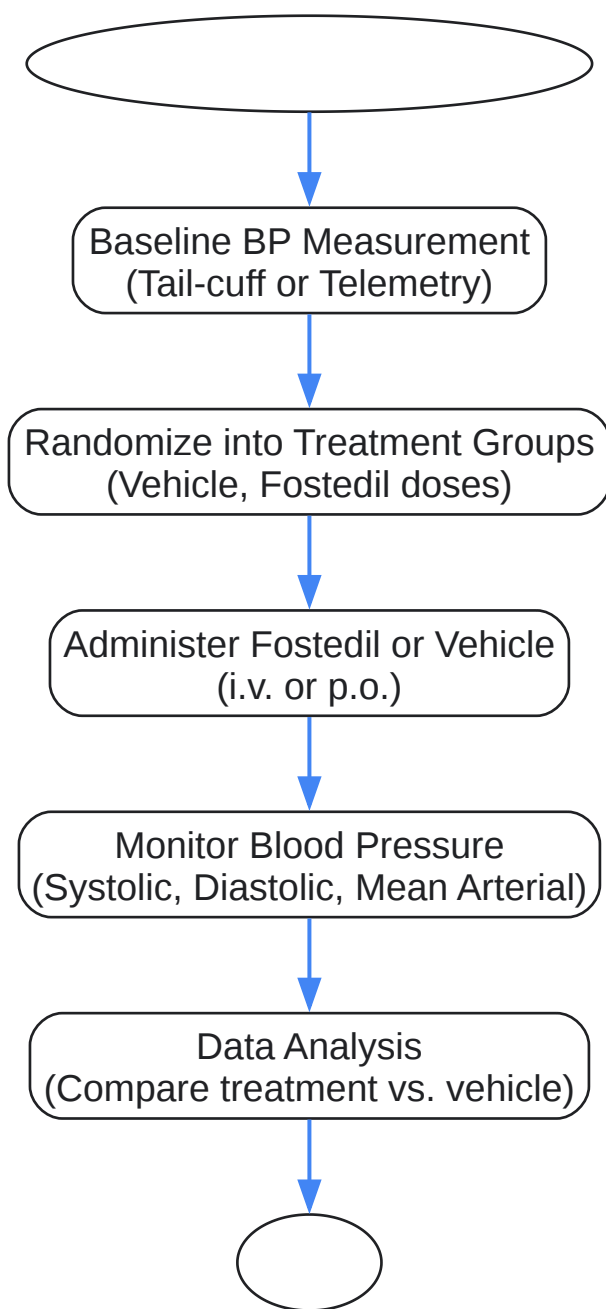 Baseline BP Measurement
(Tail-cuff or Telemetry)
Randomize into Treatment Groups
(Vehicle, Fostedil doses)
Administer Fostedil or Vehicle
(i.v. or p.o.)
Monitor Blood Pressure
(Systolic, Diastolic, Mean Arterial)
Data Analysis
(Compare treatment vs. vehicle)